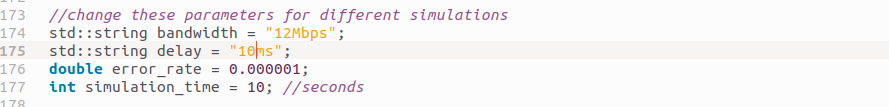 173 //change these parameters for different simulations
174 std::string bandwidth = "12Mbps";
175 std::string delay = "10ms";
176 double error_rate = 0.000001;
177 int simulation_time = 10; //seconds
178